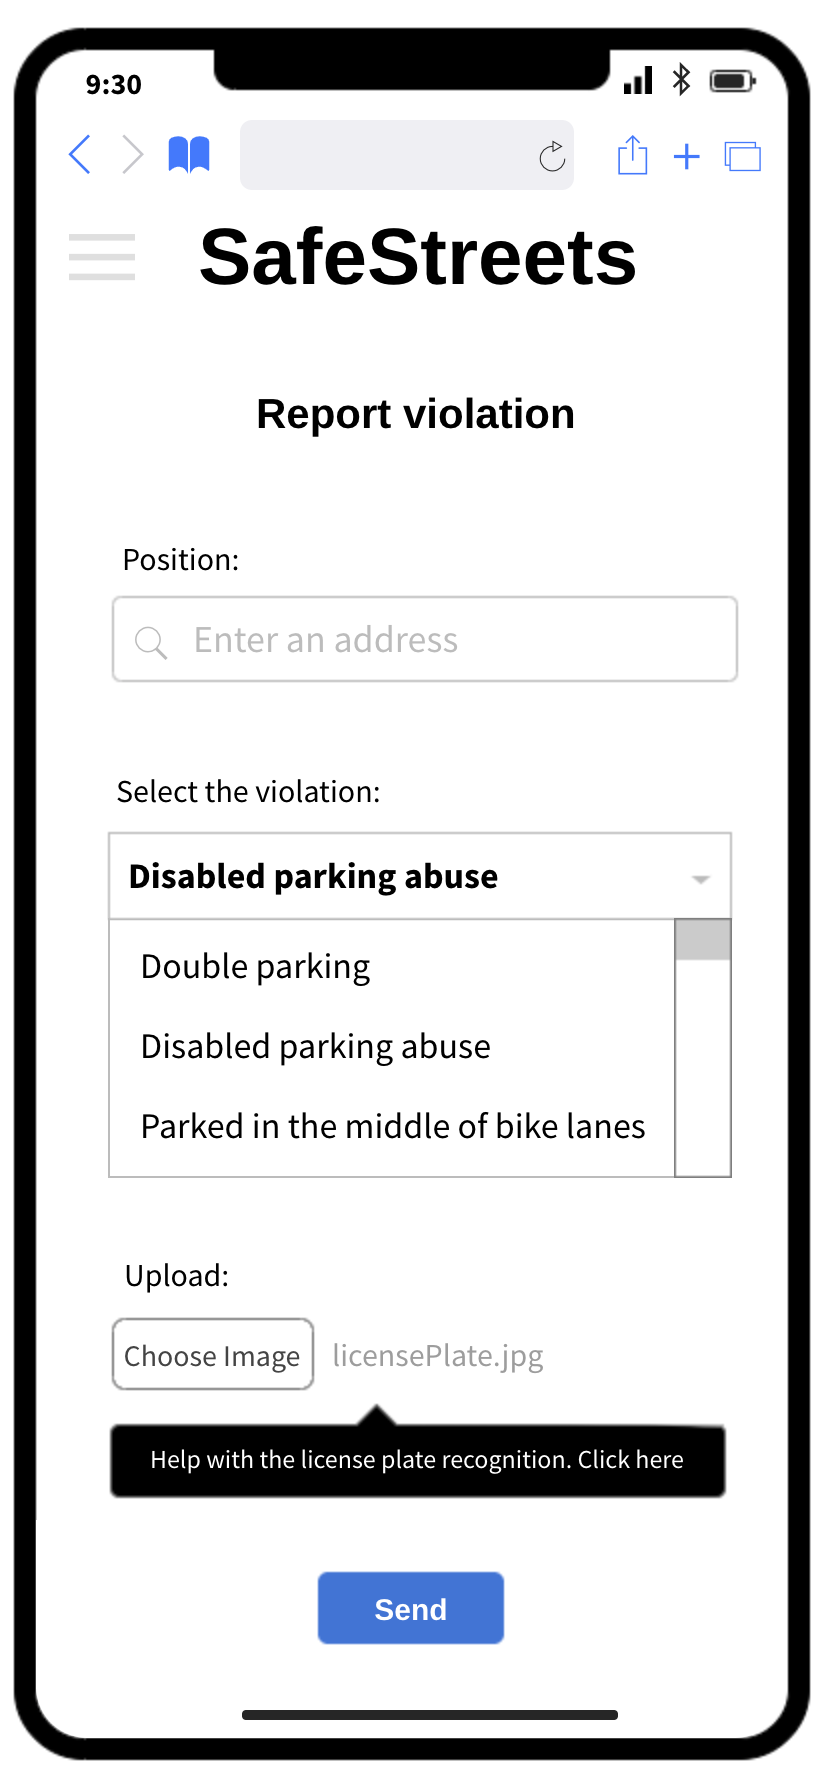 9:30
SafeStreets
Report violation
Position:
Enter an address
Select the violation:
Disabled parking abuse
Double parking
Disabled parking abuse
Parked in the middle of bike lanes
Upload:
Choose Image licensePlate.jpg
Help with the license plate recognition. Click here
Send